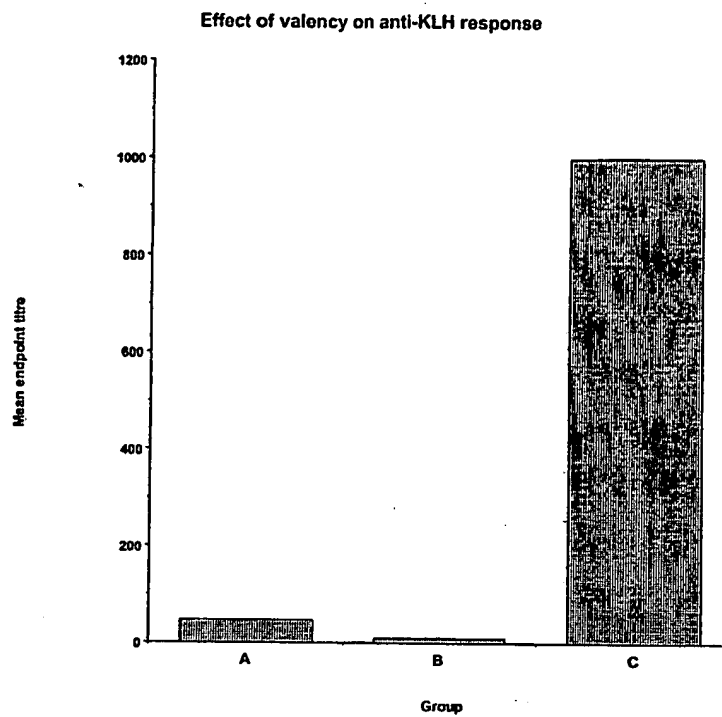 Effect of valency on anti-KLH response
1200
1000
800
600
400
200
0
Mean endpoint titre
A
B
C
Group